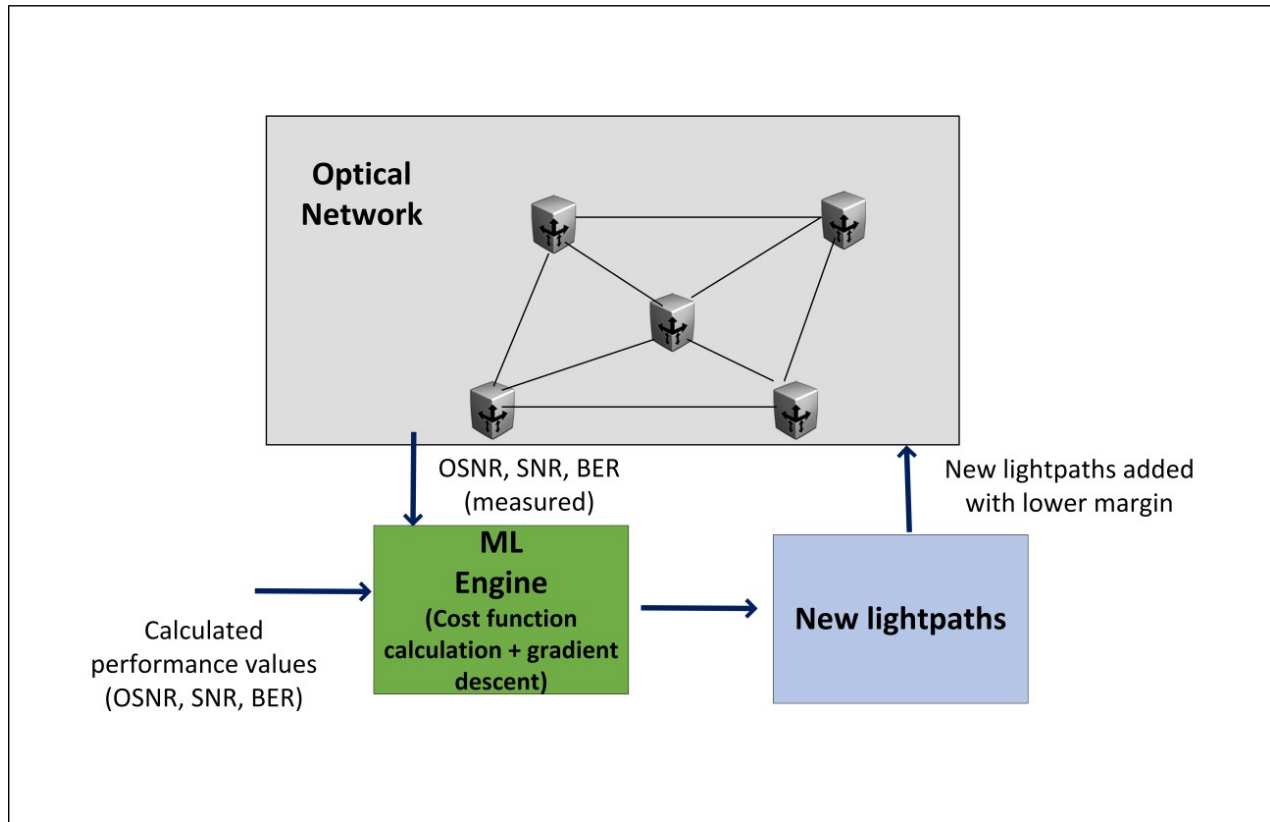 Optical
Network
OSNR, SNR, BER
(measured)
New lightpaths added
with lower margin
ML
Engine
(Cost function
calculation + gradient
descent)
New lightpaths
Calculated
performance values
(OSNR, SNR, BER)